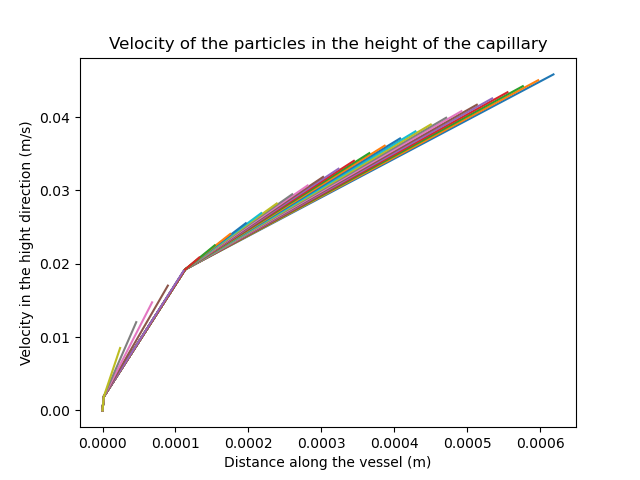 Velocity of the particles in the height of the capillary
Velocity in the hight direction (m/s)
0.04
0.03
0.02
0.01
0.00
0.0000 0.0001 0.0002 0.0003 0.0004 0.0005 0.0006
Distance along the vessel (m)